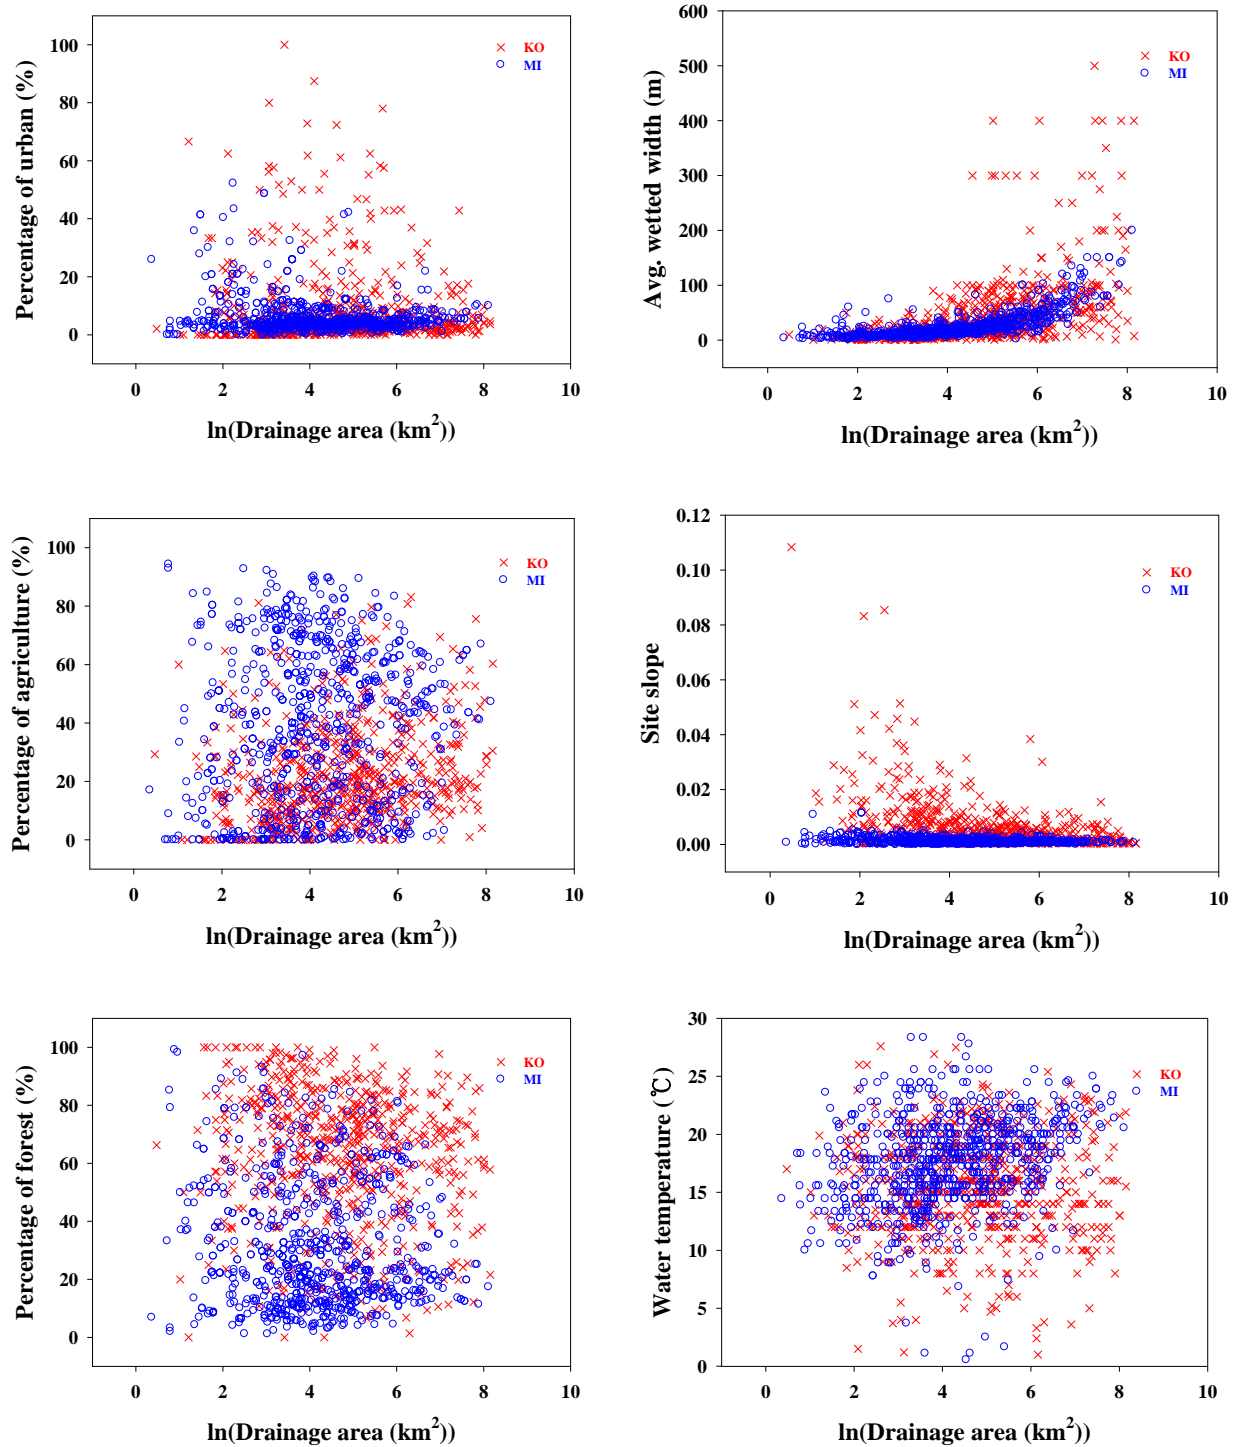 Percentage of urban (%)
100
80
60
40
20
0
KO
MI
0 2 4 6 8 10
ln(Drainage area (km²))
Avg. wetted width (m)
600
500
400
300
200
100
0
KO
MI
0 2 4 6 8 10
ln(Drainage area (km²))
Percentage of agriculture (%)
100
80
60
40
20
0
KO
MI
0 2 4 6 8 10
ln(Drainage area (km²))
Site slope
0.12
0.10
0.08
0.06
0.04
0.02
0.00
KO
MI
0 2 4 6 8 10
ln(Drainage area (km²))
Percentage of forest (%)
100
80
60
40
20
0
KO
MI
0 2 4 6 8 10
ln(Drainage area (km²))
Water temperature (℃)
30
25
20
15
10
5
0
KO
MI
0 2 4 6 8 10
ln(Drainage area (km²))